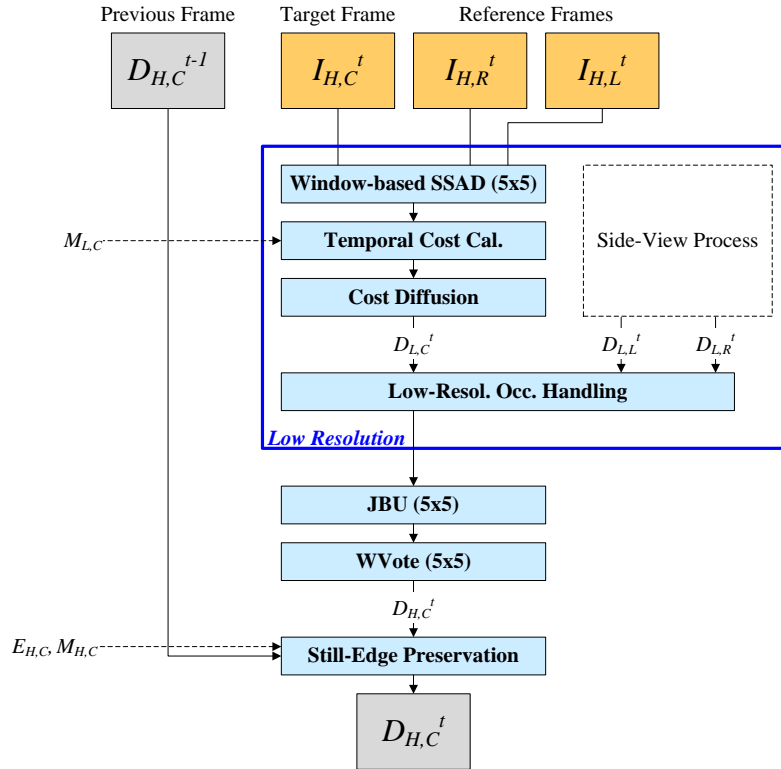 Previous Frame
Target Frame
Reference Frames
D_{H,C}^{t-1}
I_{H,C}^{t}
I_{H,R}^{t}
I_{H,L}^{t}
Window-based SSAD (5x5)
M_{L,C}
Temporal Cost Cal.
Side-View Process
Cost Diffusion
D_{L,C}^{t}
D_{L,L}^{t}
D_{L,R}^{t}
Low-Resol. Occ. Handling
Low Resolution
JBU (5x5)
WVote (5x5)
D_{H,C}^{t}
E_{H,C}, M_{H,C}
Still-Edge Preservation
D_{H,C}^{t}